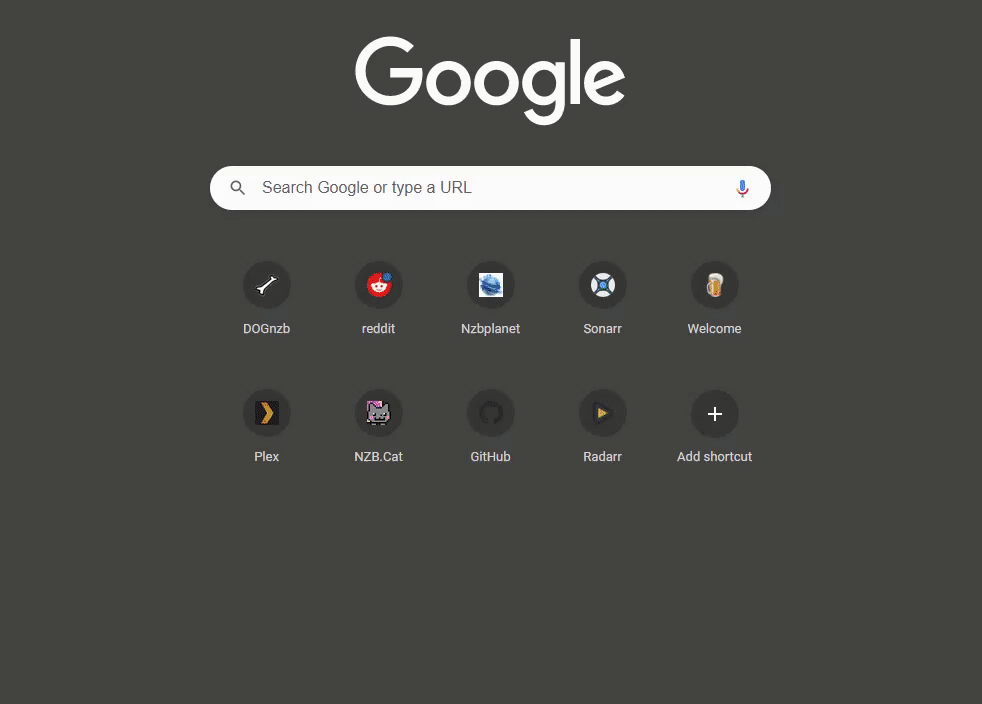 Google
Search Google or type a URL
DOGnzb
reddit
Nzbplanet
Sonarr
Welcome
Plex
NZB.Cat
GitHub
Radarr
Add shortcut